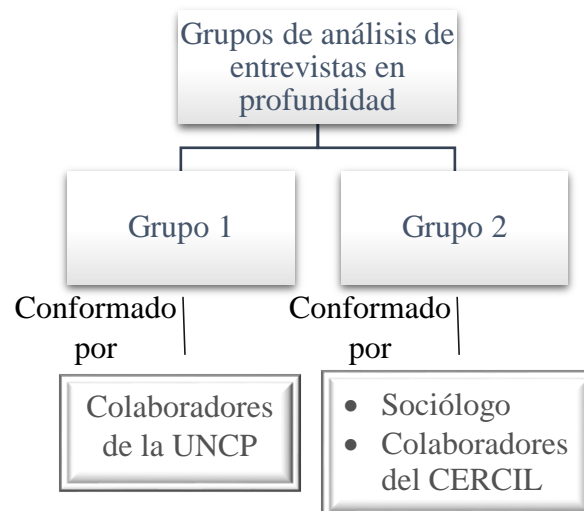 Grupos de análisis de
entrevistas en
profundidad
Grupo 1
Grupo 2
Conformado
por
Conformado
por
Colaboradores
de la UNCP
• Sociólogo
• Colaboradores
del CERCIL